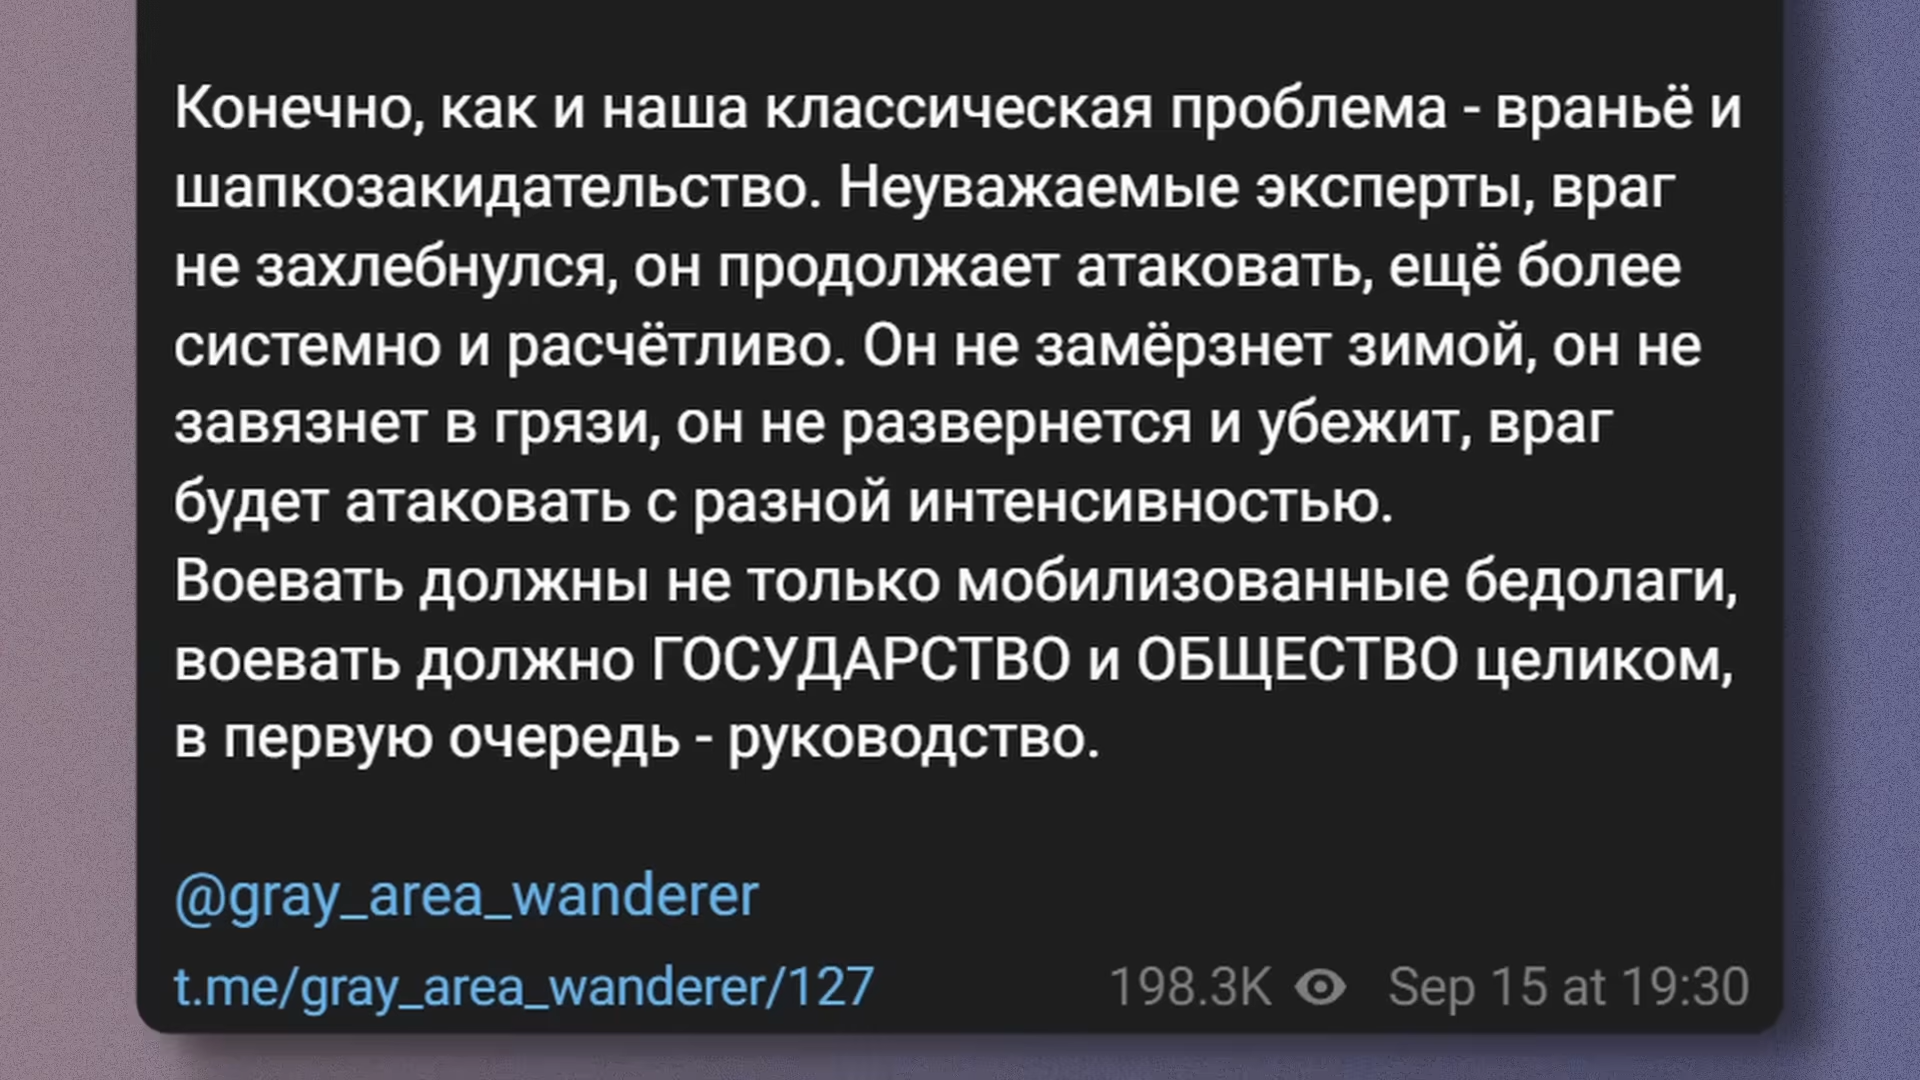 Конечно, как и наша классическая проблема - враньё и
шапкозакидательство. Неуважаемые эксперты, враг
не захлебнулся, он продолжает атаковать, ещё более
системно и расчётливо. Он не замёрзнет зимой, он не
завязнет в грязи, он не развернется и убежит, враг
будет атаковать с разной интенсивностью.
Воевать должны не только мобилизованные бедолаги,
воевать должно ГОСУДАРСТВО и ОБЩЕСТВО целиком,
в первую очередь - руководство.
@gray_area_wanderer
t.me/gray_area_wanderer/127 198.3K Sep 15 at 19:30